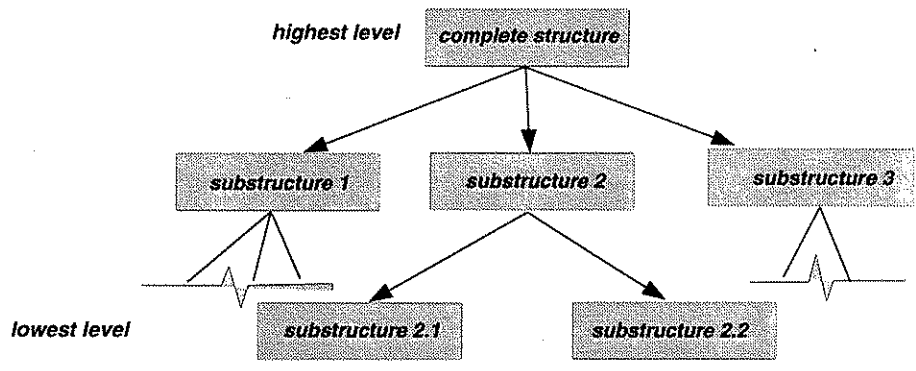 highest level complete structure
substructure 1 substructure 2 substructure 3
lowest level substructure 2.1 substructure 2.2